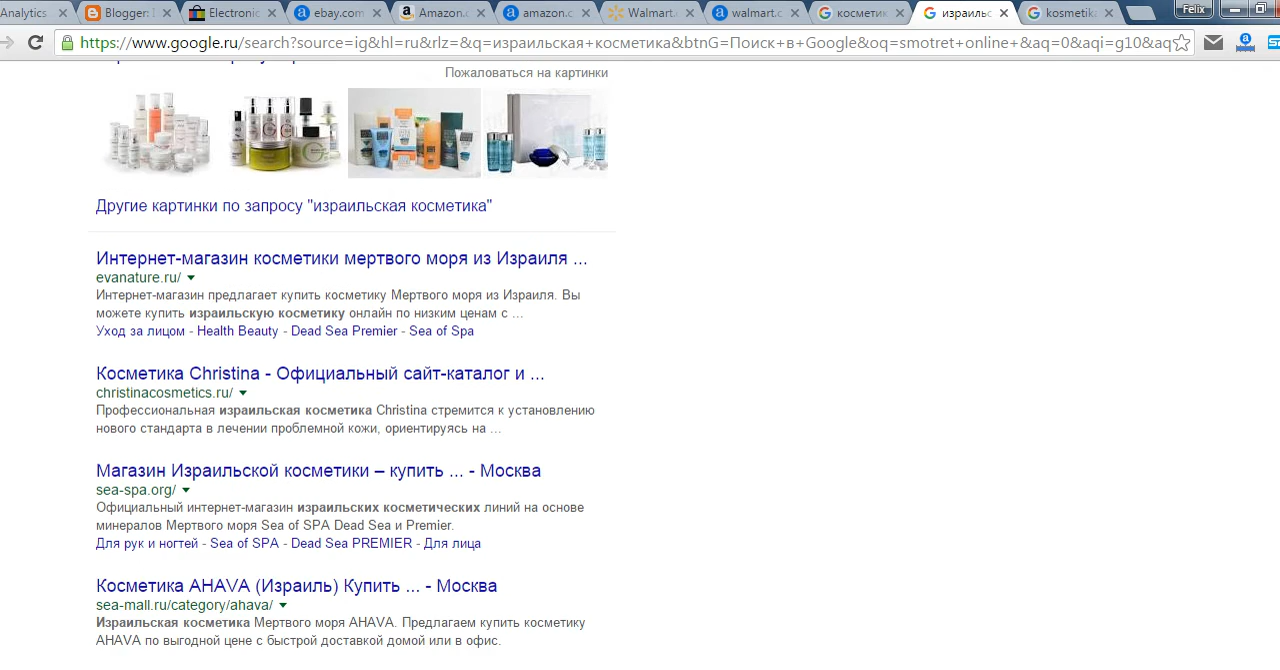 Analytics
Blogger:
Electronic
ebay.com
Amazon.c
amazon.c
Walmart.
walmart.c
косметик
израильс
kosmetika
Felix
https://www.google.ru/search?source=ig&hl=ru&rlz=&q=израильская+косметика&btnG=Поиск+в+Google&oq=smotret+online+&aq=0&aqi=g10&aq
Пожаловаться на картинки
Другие картинки по запросу "израильская косметика"
Интернет-магазин косметики мертвого моря из Израиля ...
evanature.ru/
Интернет-магазин предлагает купить косметику Мертвого моря из Израиля. Вы
можете купить израильскую косметику онлайн по низким ценам с ...
Уход за лицом - Health Beauty - Dead Sea Premier - Sea of Spa
Косметика Christina - Официальный сайт-каталог и ...
christinacosmetics.ru/
Профессиональная израильская косметика Christina стремится к установлению
нового стандарта в лечении проблемной кожи, ориентируясь на ...
Магазин Израильской косметики – купить ... - Москва
sea-spa.org/
Официальный интернет-магазин израильских косметических линий на основе
минералов Мертвого моря Sea of SPA Dead Sea и Premier.
Для рук и ногтей - Sea of SPA - Dead Sea PREMIER - Для лица
Косметика AHAVA (Израиль) Купить ... - Москва
sea-mall.ru/category/ahava/
Израильская косметика Мертвого моря AHAVA. Предлагаем купить косметику
AHAVA по выгодной цене с быстрой доставкой домой или в офис.